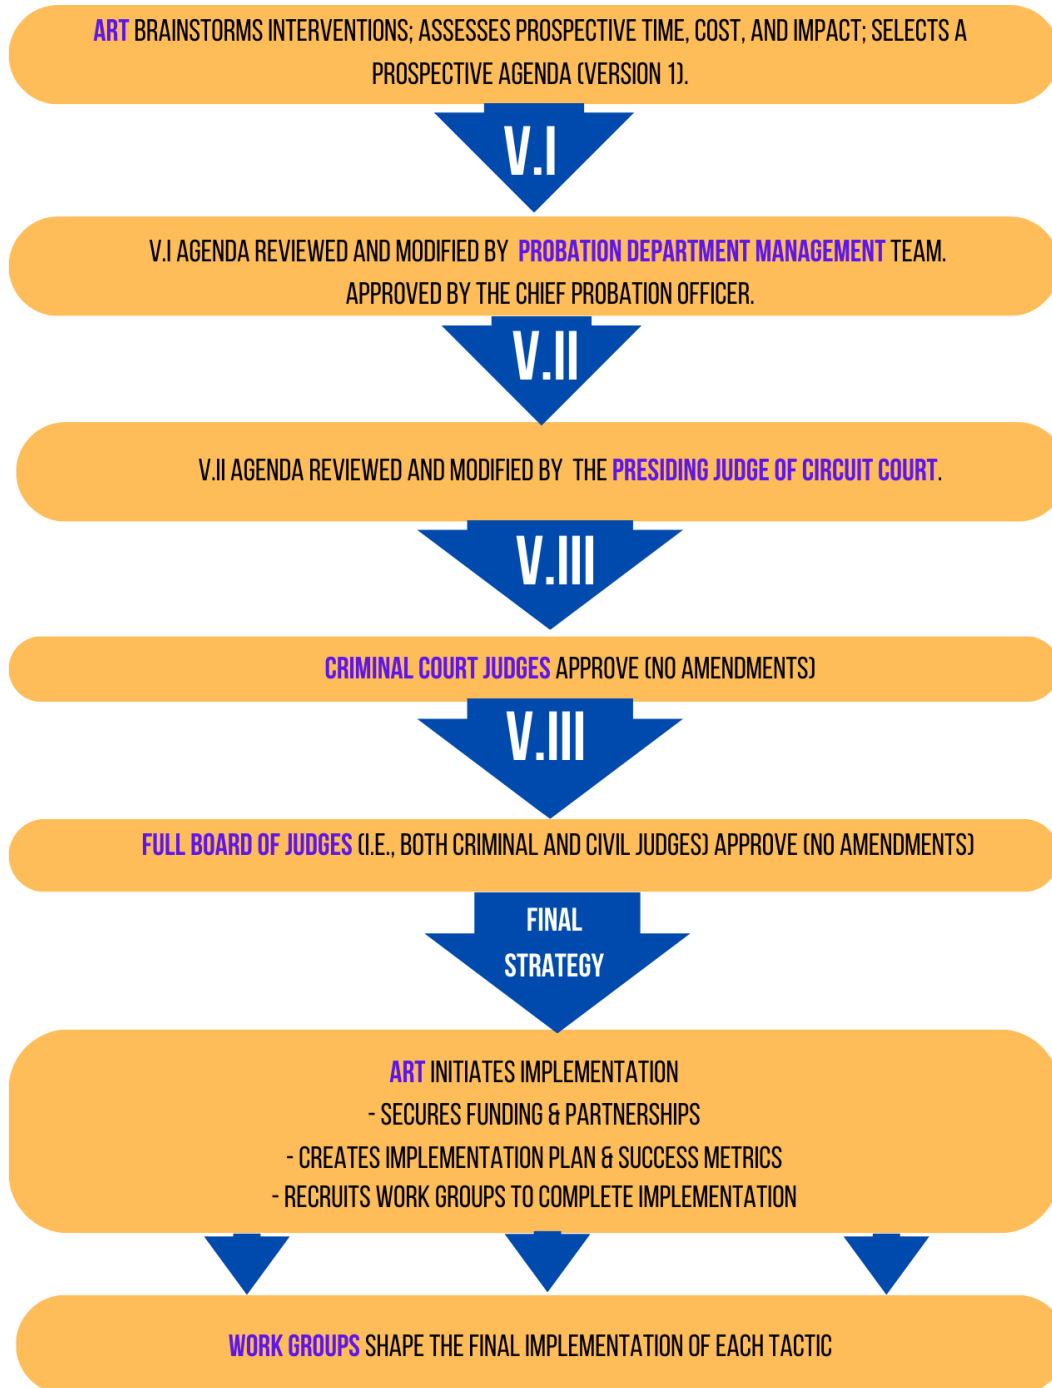 ART BRAINSTORMS INTERVENTIONS; ASSESSES PROSPECTIVE TIME, COST, AND IMPACT; SELECTS A
PROSPECTIVE AGENDA (VERSION 1).
V.I
V.I AGENDA REVIEWED AND MODIFIED BY PROBATION DEPARTMENT MANAGEMENT TEAM.
APPROVED BY THE CHIEF PROBATION OFFICER.
V.II
V.II AGENDA REVIEWED AND MODIFIED BY THE PRESIDING JUDGE OF CIRCUIT COURT.
V.III
CRIMINAL COURT JUDGES APPROVE (NO AMENDMENTS)
V.III
FULL BOARD OF JUDGES (I.E., BOTH CRIMINAL AND CIVIL JUDGES) APPROVE (NO AMENDMENTS)
FINAL
STRATEGY
ART INITIATES IMPLEMENTATION
- SECURES FUNDING & PARTNERSHIPS
- CREATES IMPLEMENTATION PLAN & SUCCESS METRICS
- RECRUITS WORK GROUPS TO COMPLETE IMPLEMENTATION
WORK GROUPS SHAPE THE FINAL IMPLEMENTATION OF EACH TACTIC